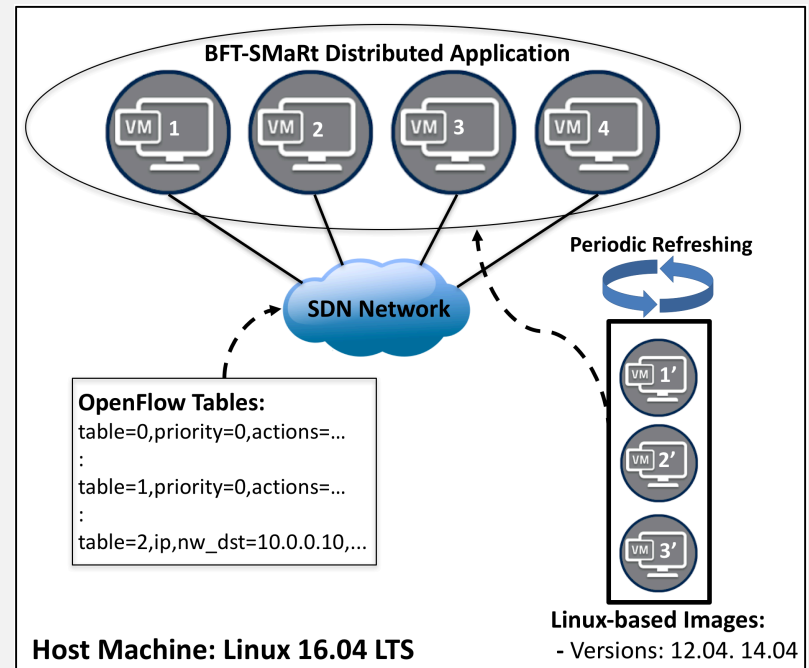 BFT-SMaRt Distributed Application
VM 1
VM 2
VM 3
VM 4
Periodic Refreshing
SDN Network
VM 1’
VM 2’
VM 3’
OpenFlow Tables:
table=0,priority=0,actions=...
:
table=1,priority=0,actions=...
:
table=2,ip,nw_dst=10.0.0.10,...
Linux-based Images:
- Versions: 12.04. 14.04
Host Machine: Linux 16.04 LTS